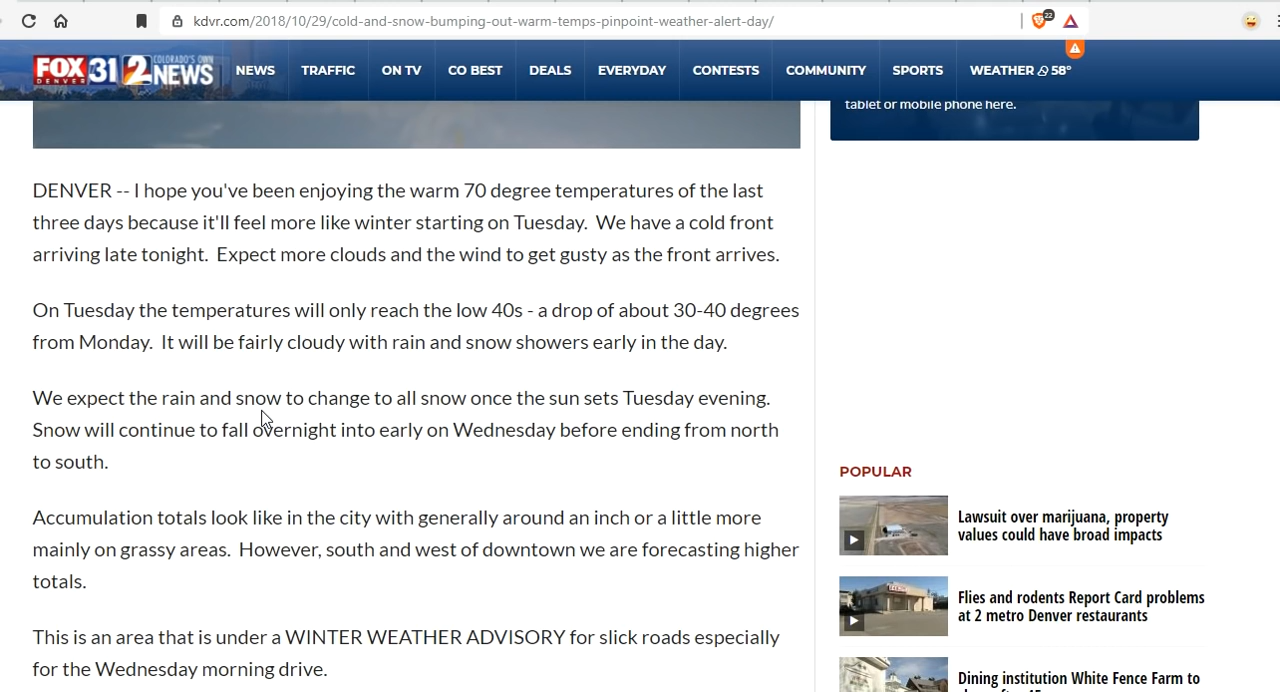 kdvr.com/2018/10/29/cold-and-snow-bumping-out-warm-temps-pinpoint-weather-alert-day/
22
FOX 31 DENVER 2 COLORADO'S OWN NEWS
NEWS TRAFFIC ON TV CO BEST DEALS EVERYDAY CONTESTS COMMUNITY SPORTS WEATHER 58°
tablet or mobile phone here.
DENVER -- I hope you've been enjoying the warm 70 degree temperatures of the last
three days because it'll feel more like winter starting on Tuesday.  We have a cold front
arriving late tonight.  Expect more clouds and the wind to get gusty as the front arrives.
On Tuesday the temperatures will only reach the low 40s - a drop of about 30-40 degrees
from Monday.  It will be fairly cloudy with rain and snow showers early in the day.
We expect the rain and snow to change to all snow once the sun sets Tuesday evening.
Snow will continue to fall overnight into early on Wednesday before ending from north
to south.
Accumulation totals look like in the city with generally around an inch or a little more
mainly on grassy areas.  However, south and west of downtown we are forecasting higher
totals.
This is an area that is under a WINTER WEATHER ADVISORY for slick roads especially
for the Wednesday morning drive.
POPULAR
Lawsuit over marijuana, property
values could have broad impacts
Flies and rodents Report Card problems
at 2 metro Denver restaurants
Dining institution White Fence Farm to